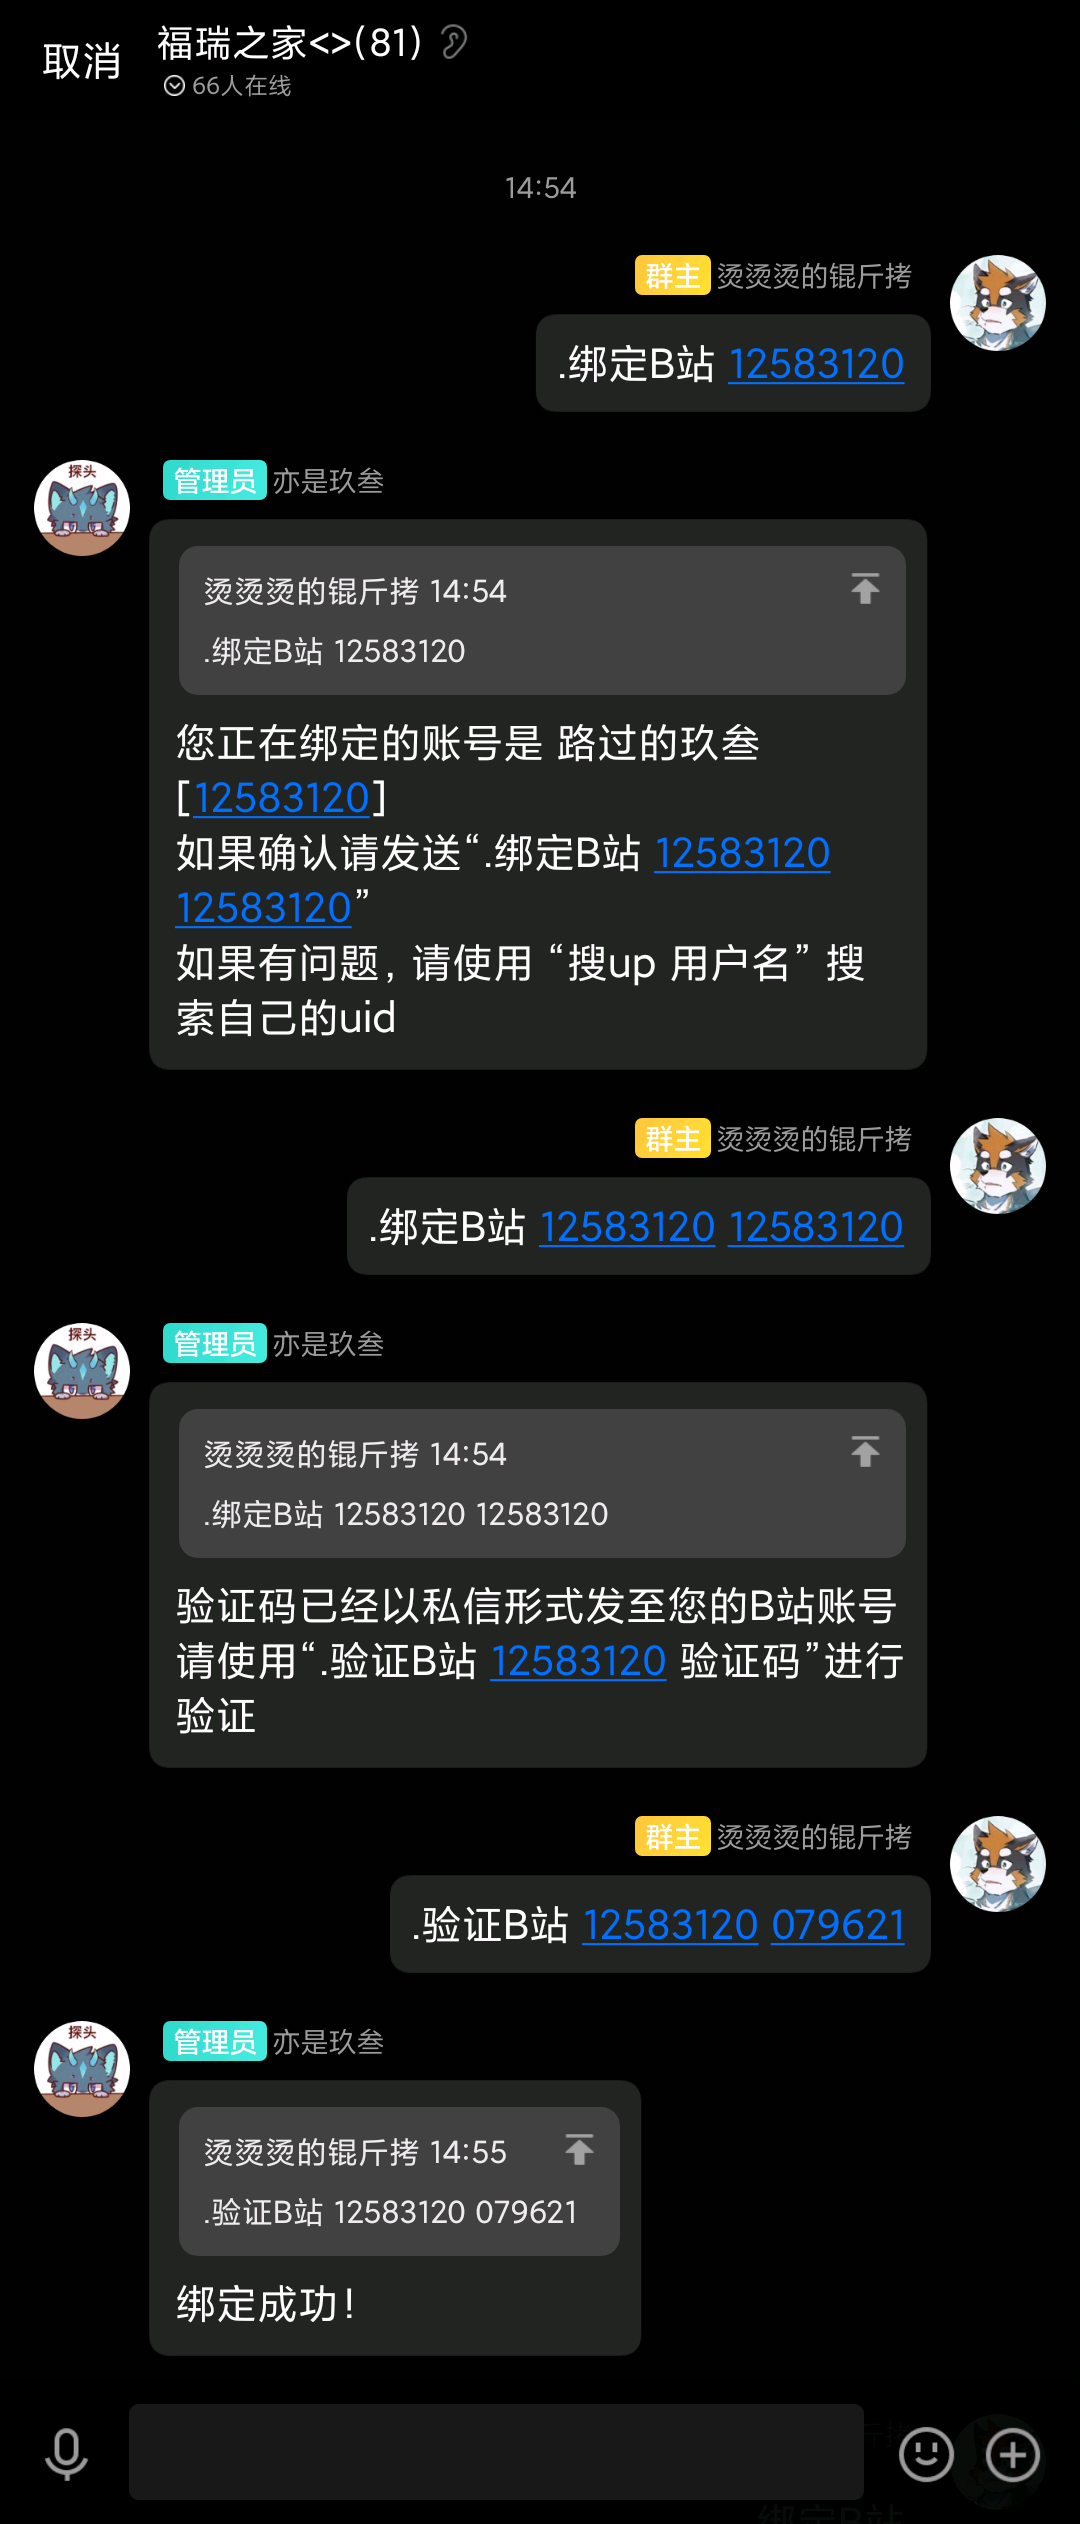 取消
福瑞之家<>(81)
66人在线
14:54
群主 烫烫烫的锟斤拷
.绑定B站 12583120
探头
管理员 亦是玖叁
烫烫烫的锟斤拷 14:54
.绑定B站 12583120
您正在绑定的账号是 路过的玖叁
[12583120]
如果确认请发送“.绑定B站 12583120
12583120”
如果有问题, 请使用 “搜up 用户名” 搜
索自己的uid
群主 烫烫烫的锟斤拷
.绑定B站 12583120 12583120
探头
管理员 亦是玖叁
烫烫烫的锟斤拷 14:54
.绑定B站 12583120 12583120
验证码已经以私信形式发至您的B站账号
请使用“.验证B站 12583120 验证码”进行
验证
群主 烫烫烫的锟斤拷
.验证B站 12583120 079621
探头
管理员 亦是玖叁
烫烫烫的锟斤拷 14:55
.验证B站 12583120 079621
绑定成功!
斤拷
绑定B站